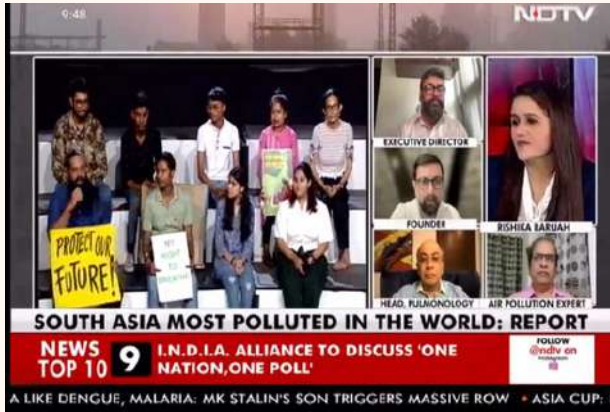 9:48
NDTV
EXECUTIVE DIRECTOR
FOUNDER
RISHIKA BARUAH
HEAD, PULMONOLOGY
AIR POLLUTION EXPERT
PROTECT OUR
FUTURE!
MY
RIGHT TO
SOUTH ASIA MOST POLLUTED IN THE WORLD: REPORT
NEWS
TOP 10
9
I.N.D.I.A. ALLIANCE TO DISCUSS 'ONE
NATION,ONE POLL'
FOLLOW
@ndtv on
A LIKE DENGUE, MALARIA: MK STALIN'S SON TRIGGERS MASSIVE ROW • ASIA CUP: